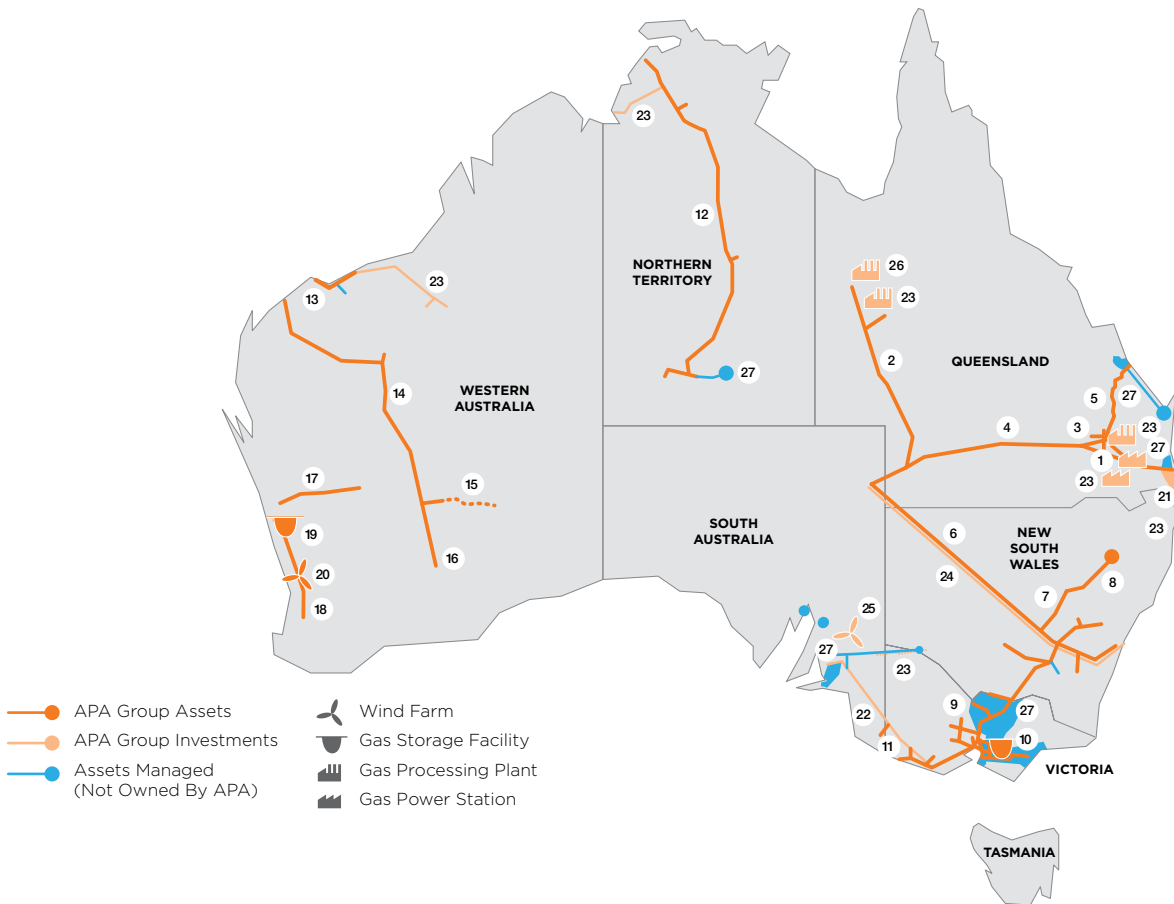 23
12
NORTHERN
TERRITORY
26
23
23
13
2
QUEENSLAND
27
14
WESTERN
AUSTRALIA
5
27
4
3
23
27
1
23
21
17
15
23
SOUTH
AUSTRALIA
6
NEW
SOUTH
WALES
19
16
24
8
20
7
18
25
27
23
9
27
22
10
11
VICTORIA
TASMANIA
APA Group Assets
APA Group Investments
Assets Managed
(Not Owned By APA)
Wind Farm
Gas Storage Facility
Gas Processing Plant
Gas Power Station